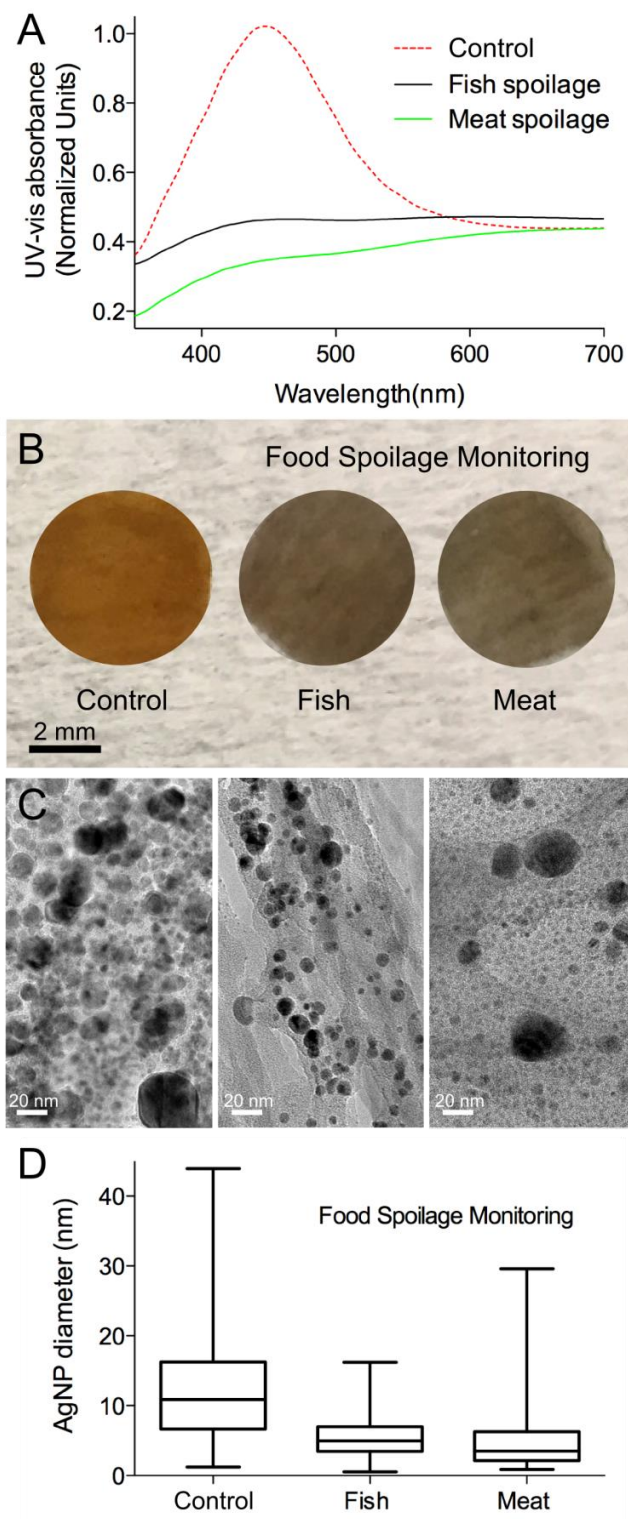 A
UV-vis absorbance
(Normalized Units)
1.0
0.8
0.6
0.4
0.2
Control
Fish spoilage
Meat spoilage
400
500
600
700
Wavelength(nm)
B
Food Spoilage Monitoring
Control
Fish
Meat
2 mm
C
20 nm
20 nm
20 nm
D
AgNP diameter (nm)
40
30
20
10
0
Food Spoilage Monitoring
Control
Fish
Meat